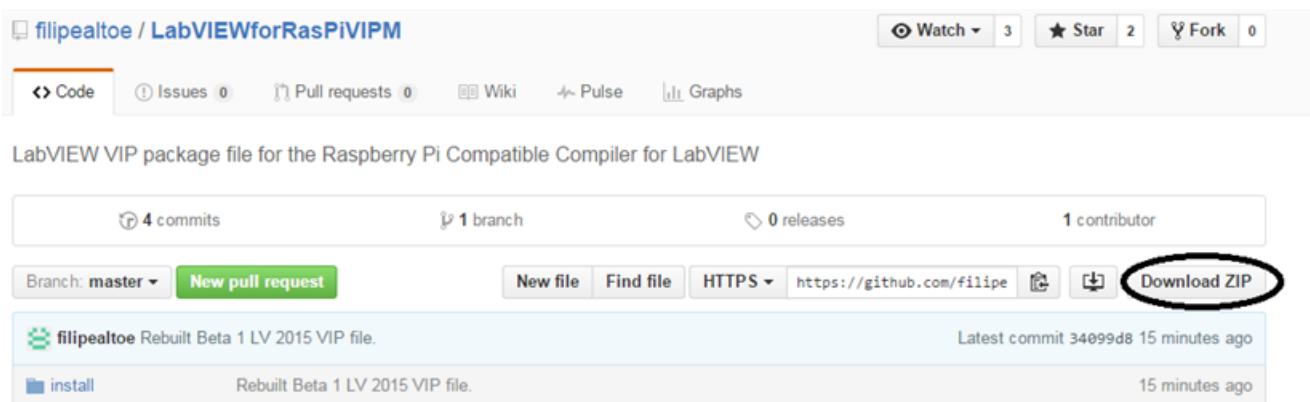 filipealtoe / LabVIEWforRasPiVIPM Watch 3 Star 2 Fork 0
Code Issues 0 Pull requests 0 Wiki Pulse Graphs
LabVIEW VIP package file for the Raspberry Pi Compatible Compiler for LabVIEW
4 commits 1 branch 0 releases 1 contributor
Branch: master New pull request New file Find file HTTPS https://github.com/filipe Download ZIP
filipealtoe Rebuilt Beta 1 LV 2015 VIP file. Latest commit 34099d8 15 minutes ago
install Rebuilt Beta 1 LV 2015 VIP file. 15 minutes ago